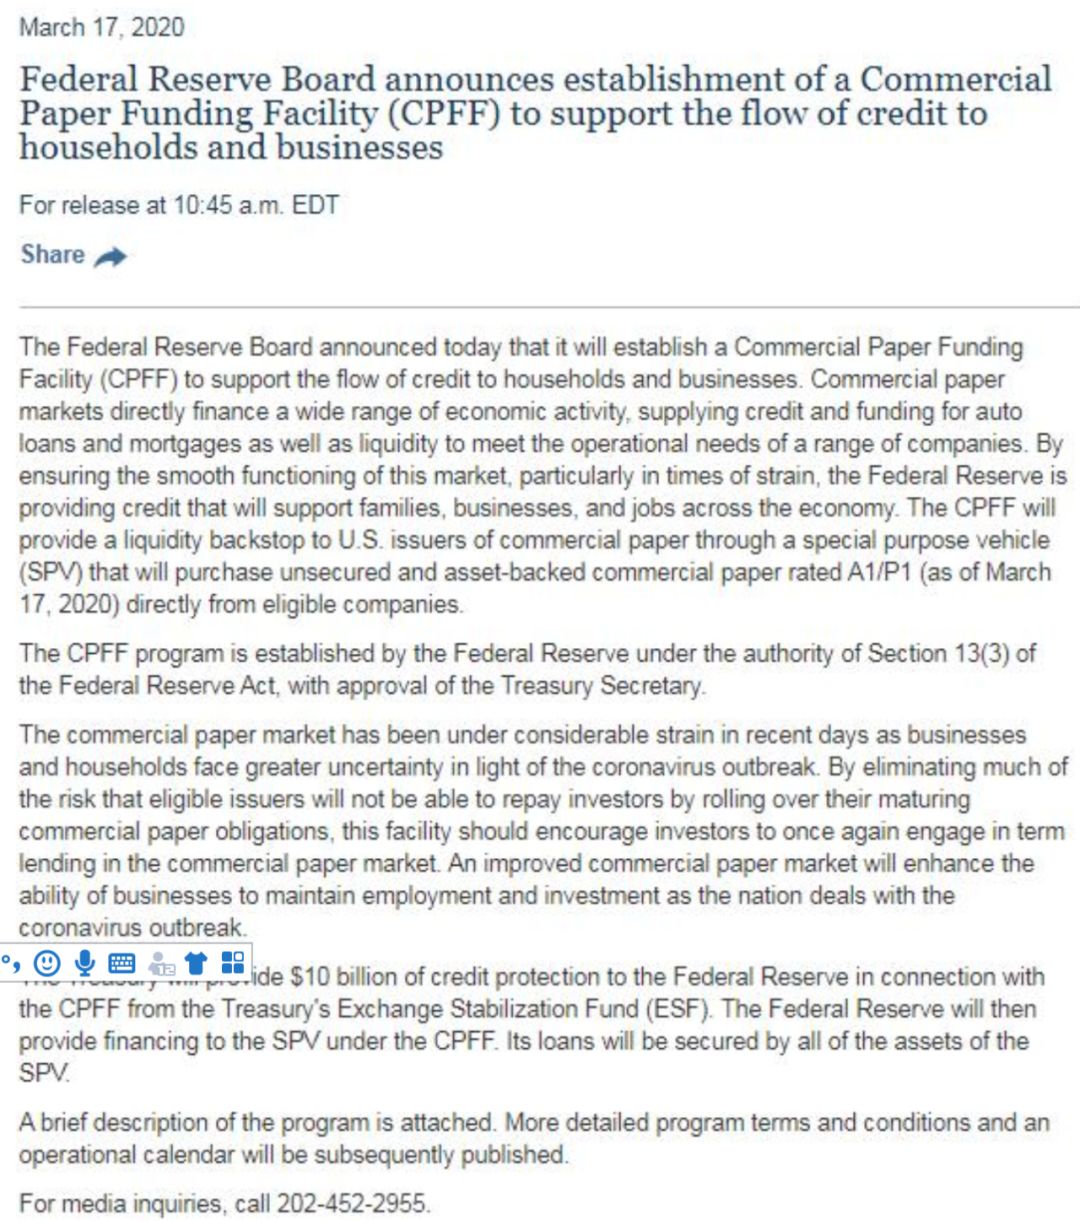 March 17, 2020
Federal Reserve Board announces establishment of a Commercial
Paper Funding Facility (CPFF) to support the flow of credit to
households and businesses
For release at 10:45 a.m. EDT
Share
The Federal Reserve Board announced today that it will establish a Commercial Paper Funding
Facility (CPFF) to support the flow of credit to households and businesses. Commercial paper
markets directly finance a wide range of economic activity, supplying credit and funding for auto
loans and mortgages as well as liquidity to meet the operational needs of a range of companies. By
ensuring the smooth functioning of this market, particularly in times of strain, the Federal Reserve is
providing credit that will support families, businesses, and jobs across the economy. The CPFF will
provide a liquidity backstop to U.S. issuers of commercial paper through a special purpose vehicle
(SPV) that will purchase unsecured and asset-backed commercial paper rated A1/P1 (as of March
17, 2020) directly from eligible companies.
The CPFF program is established by the Federal Reserve under the authority of Section 13(3) of
the Federal Reserve Act, with approval of the Treasury Secretary.
The commercial paper market has been under considerable strain in recent days as businesses
and households face greater uncertainty in light of the coronavirus outbreak. By eliminating much of
the risk that eligible issuers will not be able to repay investors by rolling over their maturing
commercial paper obligations, this facility should encourage investors to once again engage in term
lending in the commercial paper market. An improved commercial paper market will enhance the
ability of businesses to maintain employment and investment as the nation deals with the
coronavirus outbreak.
$10 billion of credit protection to the Federal Reserve in connection with
the CPFF from the Treasury's Exchange Stabilization Fund (ESF). The Federal Reserve will then
provide financing to the SPV under the CPFF. Its loans will be secured by all of the assets of the
SPV.
A brief description of the program is attached. More detailed program terms and conditions and an
operational calendar will be subsequently published.
For media inquiries, call 202-452-2955.